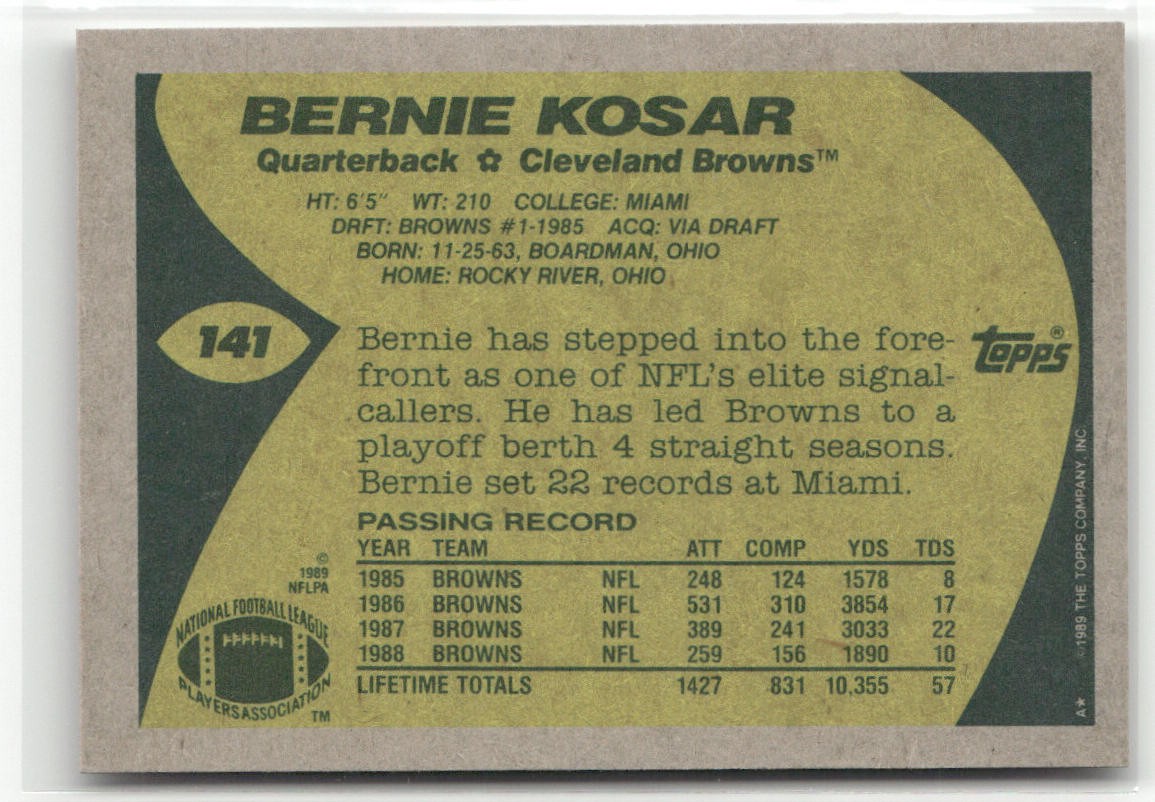 BERNIE KOSAR
Quarterback ✩ Cleveland Browns™
HT: 6'5" WT: 210 COLLEGE: MIAMI
DRFT: BROWNS #1-1985 ACQ: VIA DRAFT
BORN: 11-25-63, BOARDMAN, OHIO
HOME: ROCKY RIVER, OHIO
141
Bernie has stepped into the fore-
front as one of NFL's elite signal-
callers. He has led Browns to a
playoff berth 4 straight seasons.
Bernie set 22 records at Miami.
topps®
PASSING RECORD
YEAR TEAM ATT COMP YDS TDS
1985 BROWNS NFL 248 124 1578 8
1986 BROWNS NFL 531 310 3854 17
1987 BROWNS NFL 389 241 3033 22
1988 BROWNS NFL 259 156 1890 10
LIFETIME TOTALS 1427 831 10,355 57
©
1989
NFLPA
NATIONAL FOOTBALL LEAGUE
PLAYERS ASSOCIATION
TM
©1989 THE TOPPS COMPANY, INC.
A★